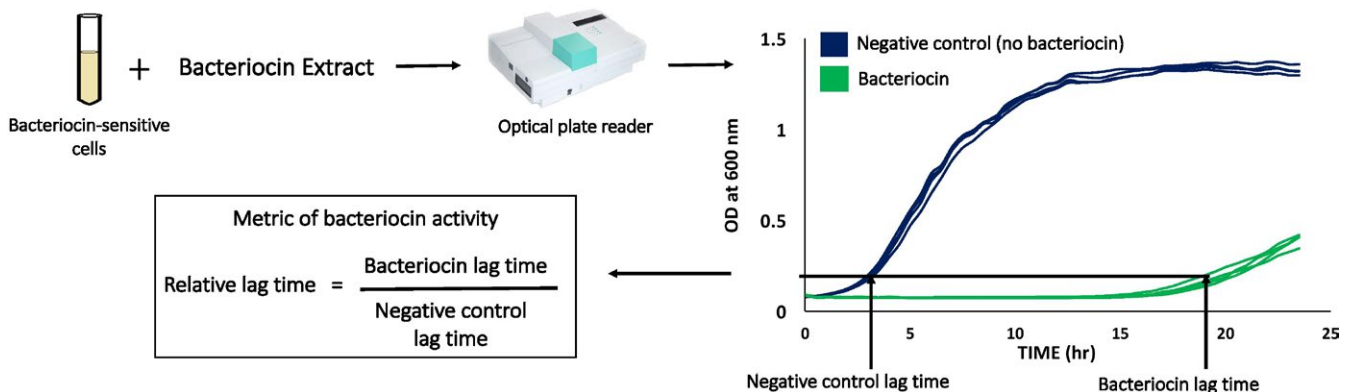 Bacteriocin-sensitive
cells
+
Bacteriocin Extract
Optical plate reader
Metric of bacteriocin activity
Relative lag time = Bacteriocin lag time
Negative control
lag time
Negative control (no bacteriocin)
Bacteriocin
OD at 600 nm
1.5
1
0.5
0
0 5 10 15 20 25
TIME (hr)
Negative control lag time
Bacteriocin lag time